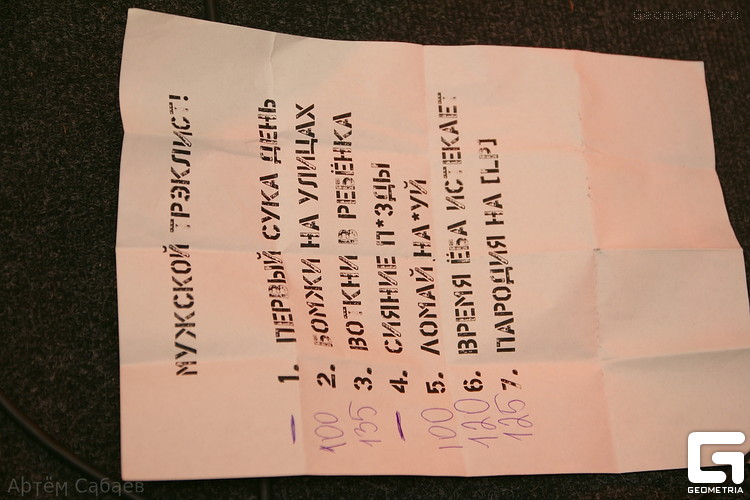 МУЖСКОЙ ТРЭКЛИСТ!
— 1. ПЕРВЫЙ СУКА ДЕНЬ
100 2. БОМЖИ НА УЛИЦАХ
135 3. ВОТКНИ В РЕБЁНКА
— 4. СИЯНИЕ П*ЗДЫ
100 5. ЛОМАЙ НА*УЙ
120 6. ВРЕМЯ ЁБА ИСТЕКАЕТ
125 7. ПАРОДИЯ НА [LP]
Geometria.ru
Артём Сабаев
GEOMETRIA